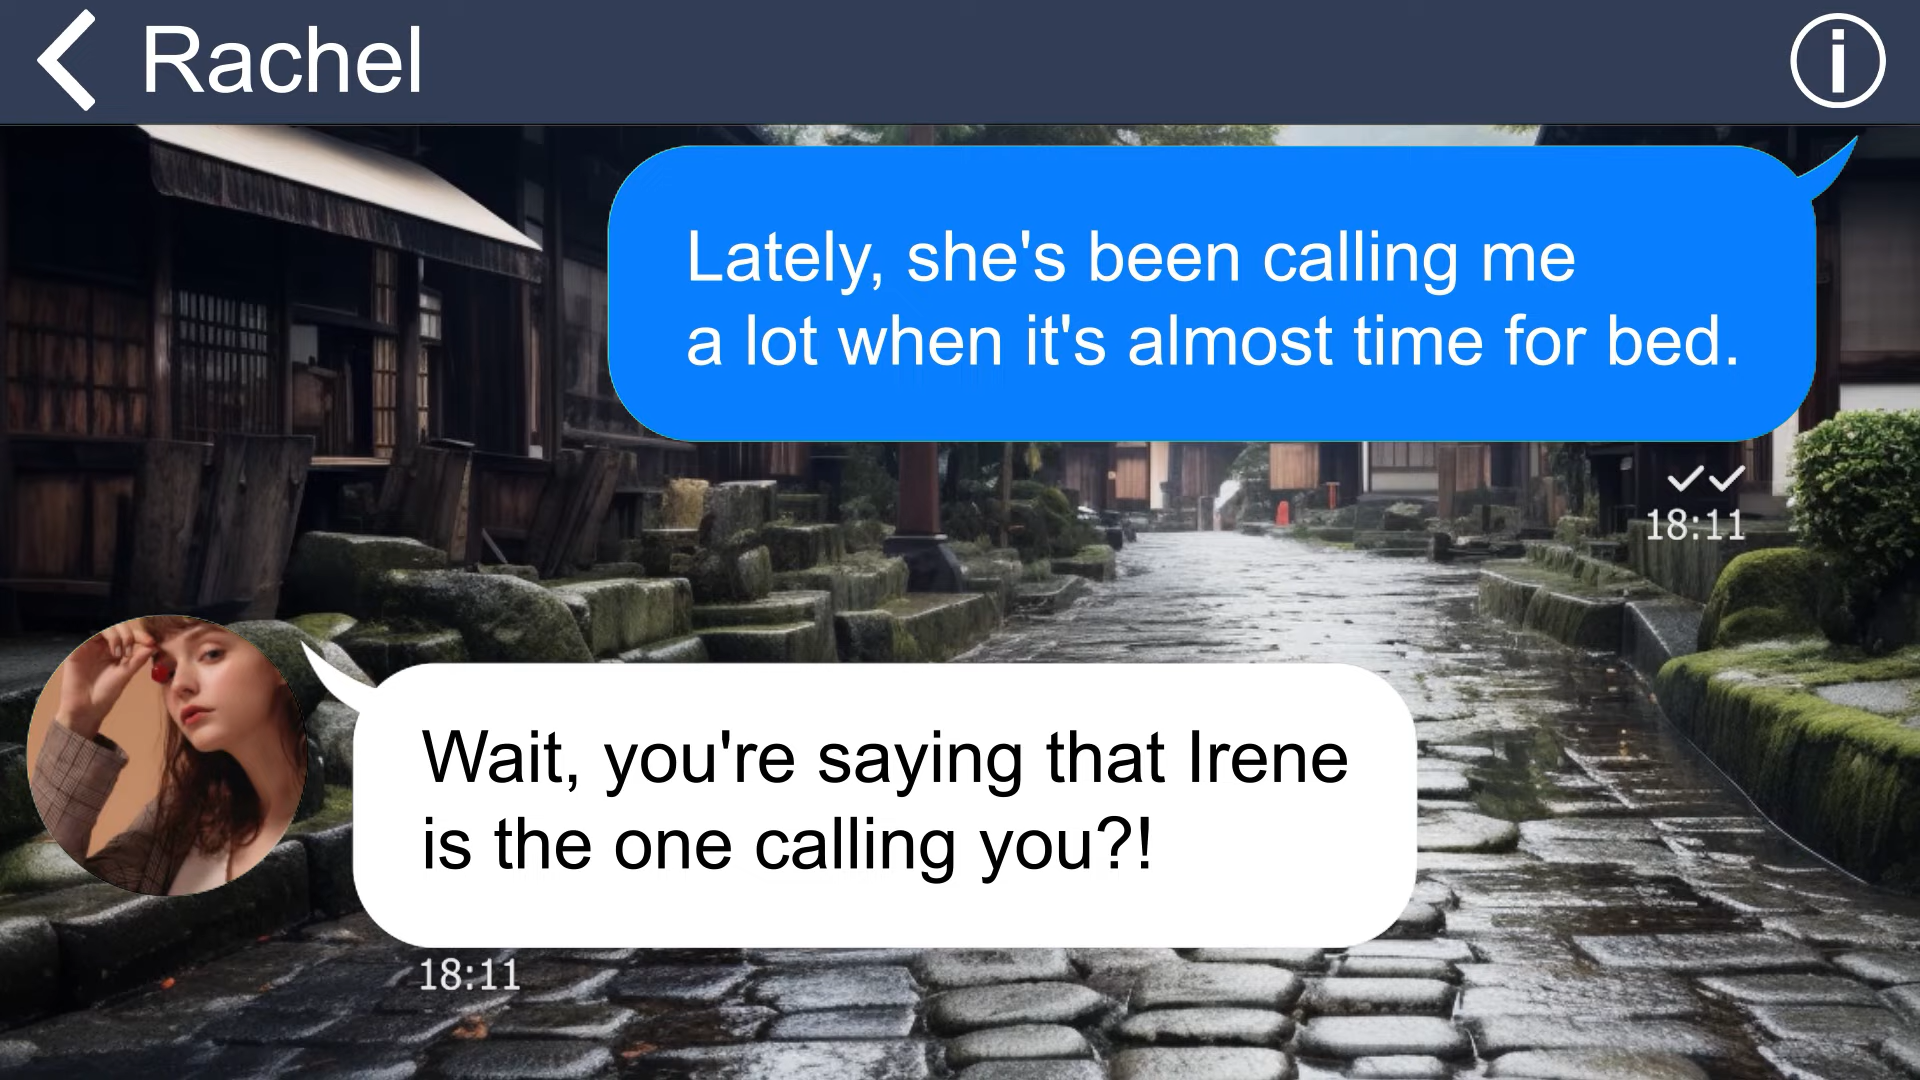 Rachel
Lately, she's been calling me
a lot when it's almost time for bed.
18:11
Wait, you're saying that Irene
is the one calling you?!
18:11